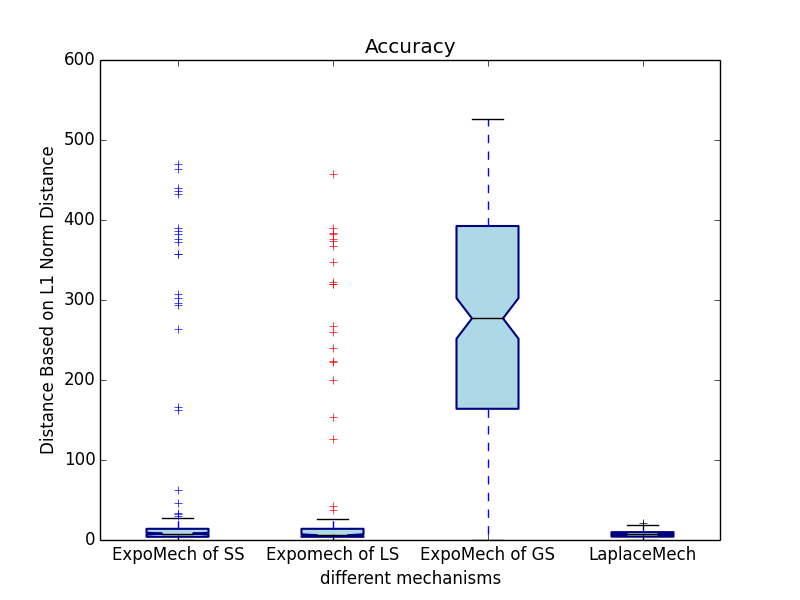 Accuracy
600
500
400
300
200
100
0
Distance Based on L1 Norm Distance
ExpoMech of SS
Expomech of LS
ExpoMech of GS
LaplaceMech
different mechanisms